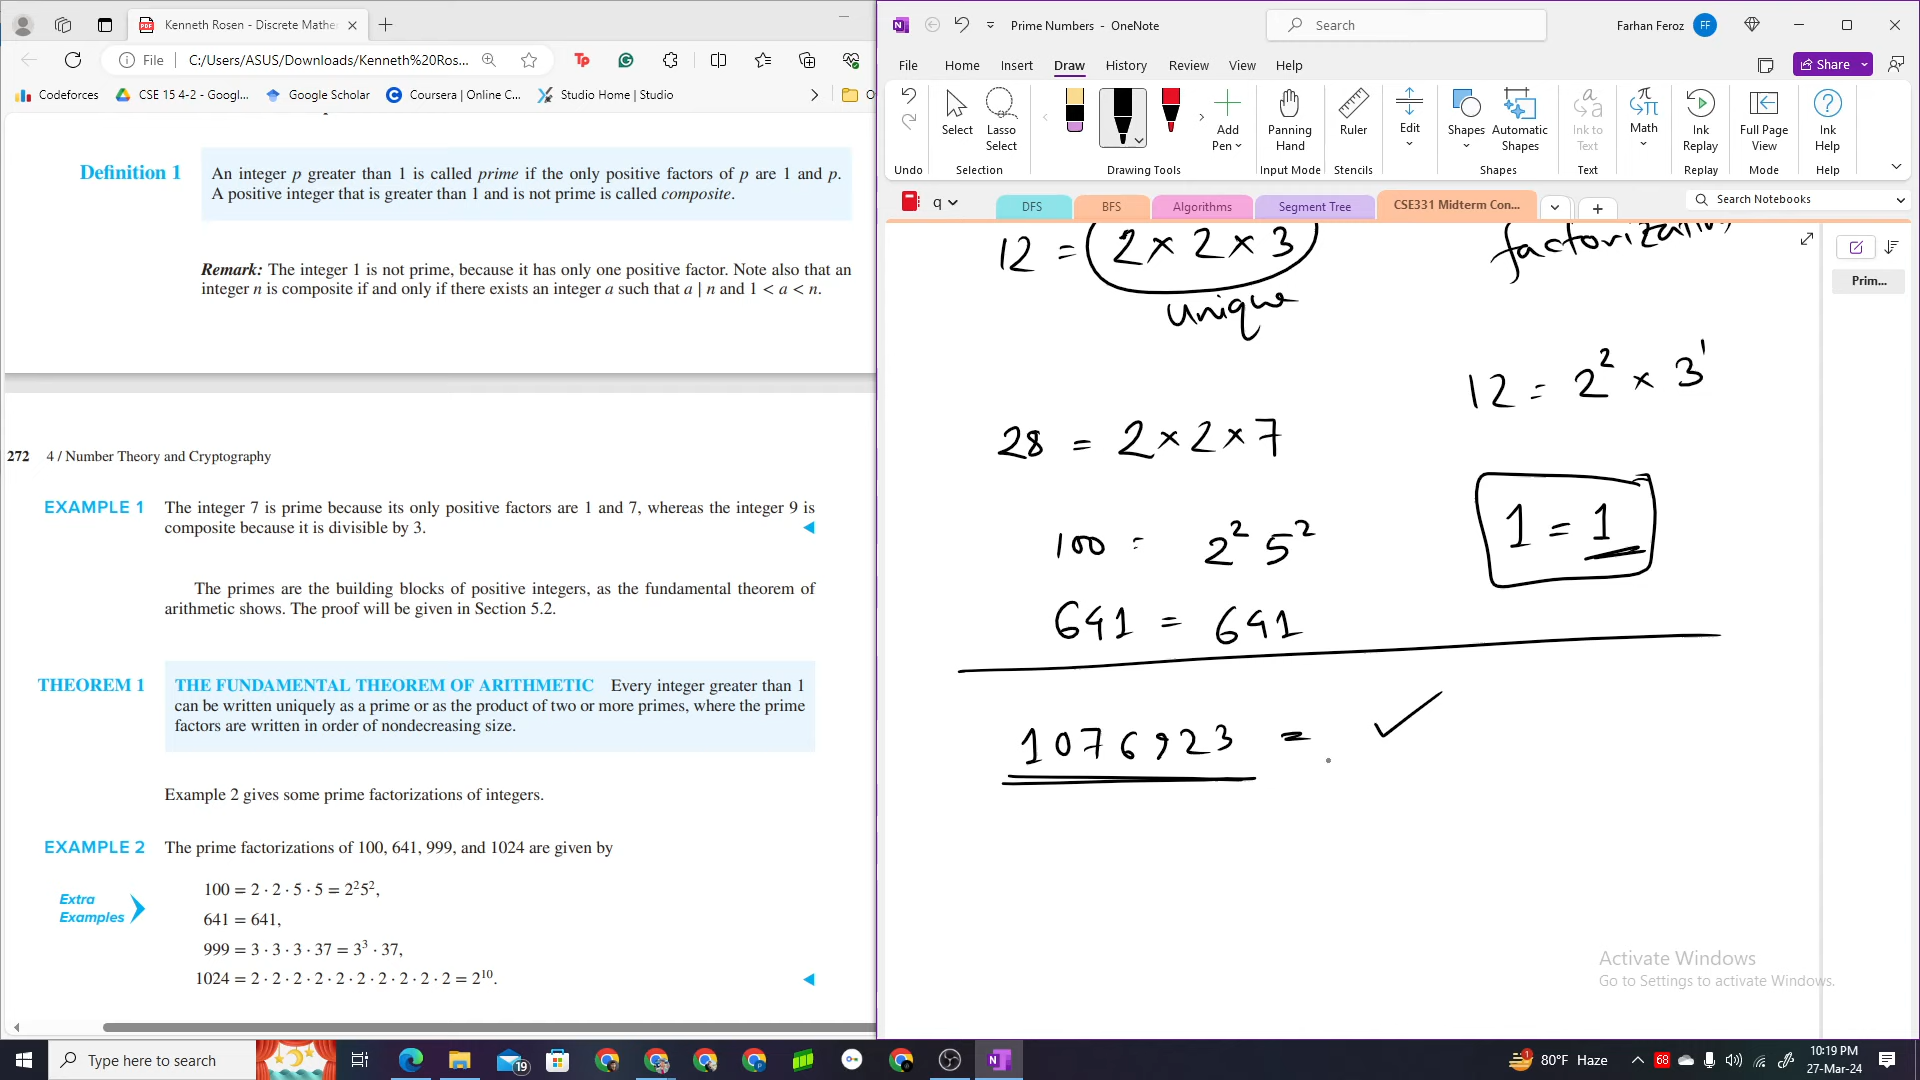 Kenneth Rosen - Discrete Mathe
File C:/Users/ASUS/Downloads/Kenneth%20Ros...
Codeforces CSE 15 4-2 - Googl... Google Scholar Coursera | Online C... Studio Home | Studio
Definition 1
An integer p greater than 1 is called prime if the only positive factors of p are 1 and p.
A positive integer that is greater than 1 and is not prime is called composite.
Remark: The integer 1 is not prime, because it has only one positive factor. Note also that an
integer n is composite if and only if there exists an integer a such that a | n and 1 < a < n.
272 4 / Number Theory and Cryptography
EXAMPLE 1 The integer 7 is prime because its only positive factors are 1 and 7, whereas the integer 9 is
composite because it is divisible by 3.
The primes are the building blocks of positive integers, as the fundamental theorem of
arithmetic shows. The proof will be given in Section 5.2.
THEOREM 1 THE FUNDAMENTAL THEOREM OF ARITHMETIC Every integer greater than 1
can be written uniquely as a prime or as the product of two or more primes, where the prime
factors are written in order of nondecreasing size.
Example 2 gives some prime factorizations of integers.
EXAMPLE 2 The prime factorizations of 100, 641, 999, and 1024 are given by
Extra
Examples
100 = 2 · 2 · 5 · 5 = 2²5²,
641 = 641,
999 = 3 · 3 · 3 · 37 = 3³ · 37,
1024 = 2 · 2 · 2 · 2 · 2 · 2 · 2 · 2 · 2 · 2 = 2¹⁰.
Prime Numbers - OneNote
Search
Farhan Feroz FF
File Home Insert Draw History Review View Help
Share
Select
Lasso
Select
Add
Pen
Panning
Hand
Ruler
Edit
Shapes
Automatic
Shapes
Ink to
Text
Math
Ink
Replay
Full Page
View
Ink
Help
Undo Selection Drawing Tools Input Mode Stencils Shapes Text Replay Mode Help
q DFS BFS Algorithms Segment Tree CSE331 Midterm Con... Search Notebooks
Prim...
12 = 2 × 2 × 3
unique
factorization
12 = 2² × 3¹
28 = 2 × 2 × 7
1 = 1
100 = 2² 5²
641 = 641
1076923 =
Activate Windows
Go to Settings to activate Windows.
Type here to search
19
68
80°F Haze
10:19 PM
27-Mar-24